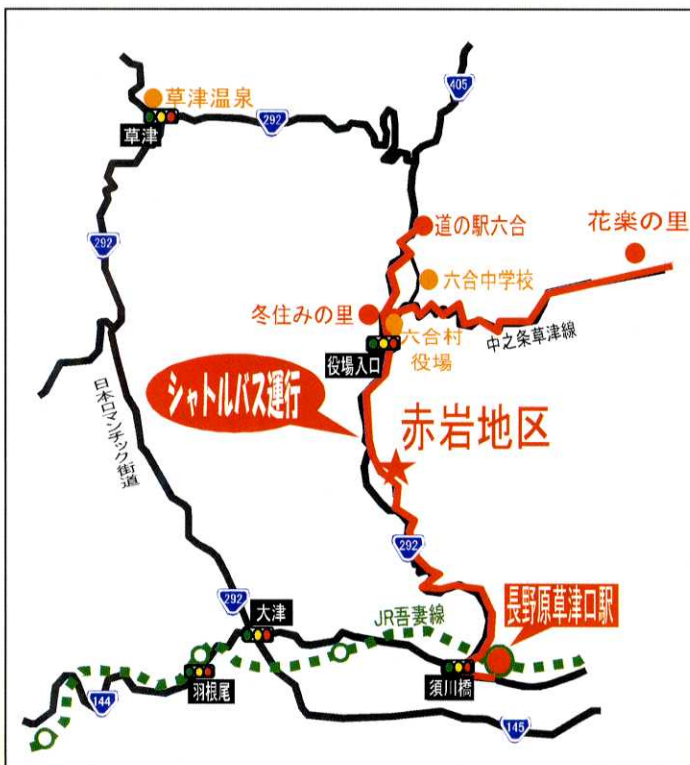 405
草津温泉
292
草津
道の駅六合
花楽の里
292
六合中学校
冬住みの里
六合村
役場
中之条草津線
役場入口
シャトルバス運行
赤岩地区
日本ロマンチック街道
292
292
大津
JR吾妻線
長野原草津口駅
羽根尾
須川橋
144
145